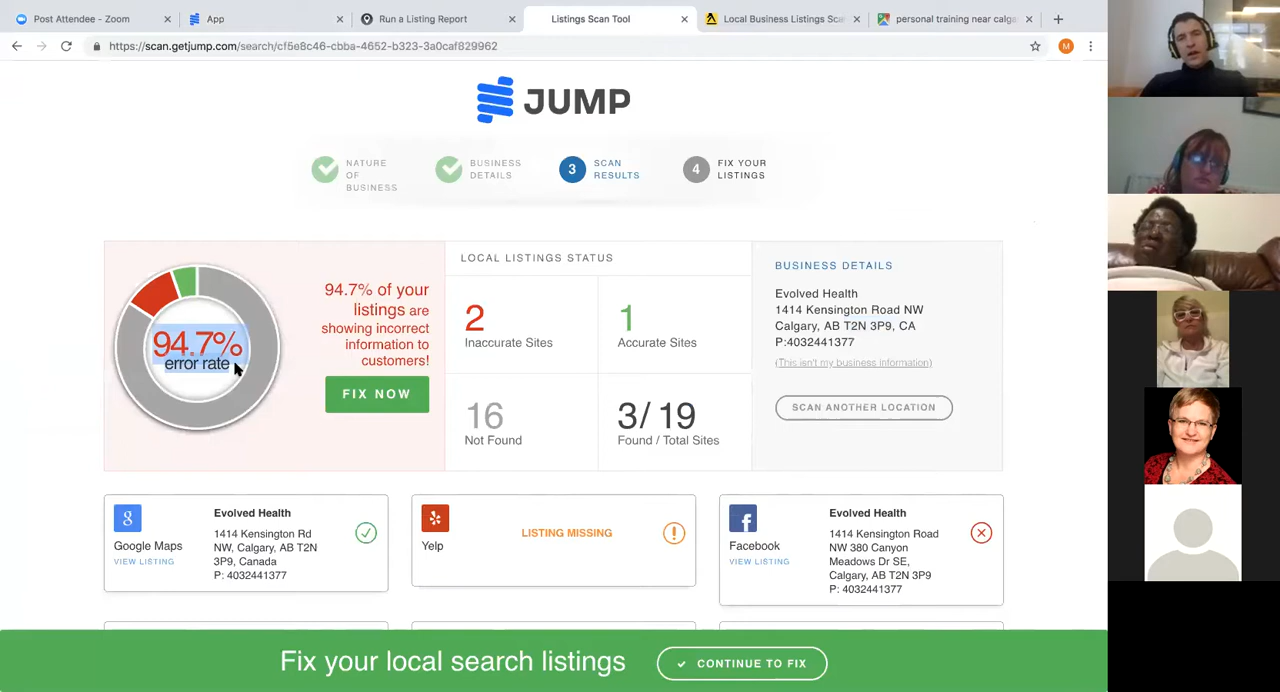 Post Attendee - Zoom
App
Run a Listing Report
Listings Scan Tool
Local Business Listings Sca
personal training near calga
https://scan.getjump.com/search/cf5e8c46-cbba-4652-b323-3a0caf829962
M
JUMP
NATURE
OF
BUSINESS
BUSINESS
DETAILS
3
SCAN
RESULTS
4
FIX YOUR
LISTINGS
94.7%
error rate
94.7% of your
listings are
showing incorrect
information to
customers!
FIX NOW
LOCAL LISTINGS STATUS
2
Inaccurate Sites
1
Accurate Sites
16
Not Found
3/ 19
Found / Total Sites
BUSINESS DETAILS
Evolved Health
1414 Kensington Road NW
Calgary, AB T2N 3P9, CA
P:4032441377
(This isn't my business information)
SCAN ANOTHER LOCATION
Google Maps
VIEW LISTING
Evolved Health
1414 Kensington Rd
NW, Calgary, AB T2N
3P9, Canada
P: 4032441377
Yelp
LISTING MISSING
Facebook
VIEW LISTING
Evolved Health
1414 Kensington Road
NW 380 Canyon
Meadows Dr SE,
Calgary, AB T2N 3P9
P: 4032441377
Fix your local search listings
CONTINUE TO FIX